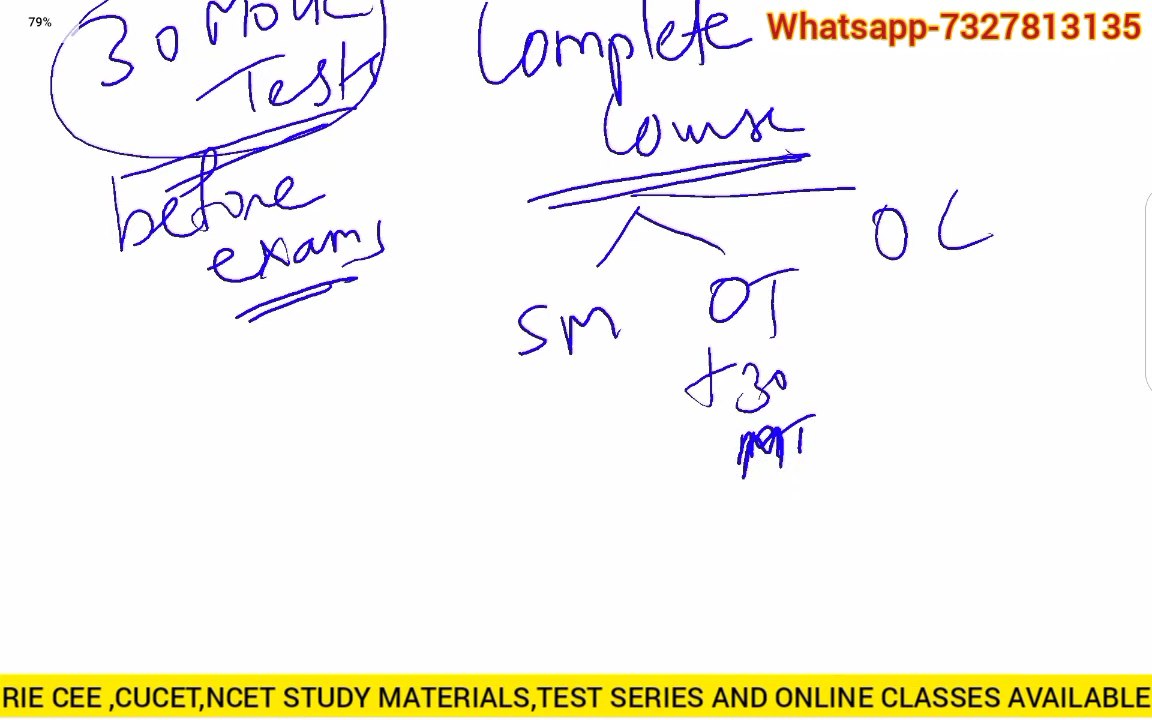 79%
Whatsapp-7327813135
30 Mock
Tests
before
exams
Complete
Course
SM OT OC
+30
MT
RIE CEE ,CUCET,NCET STUDY MATERIALS,TEST SERIES AND ONLINE CLASSES AVAILABLE